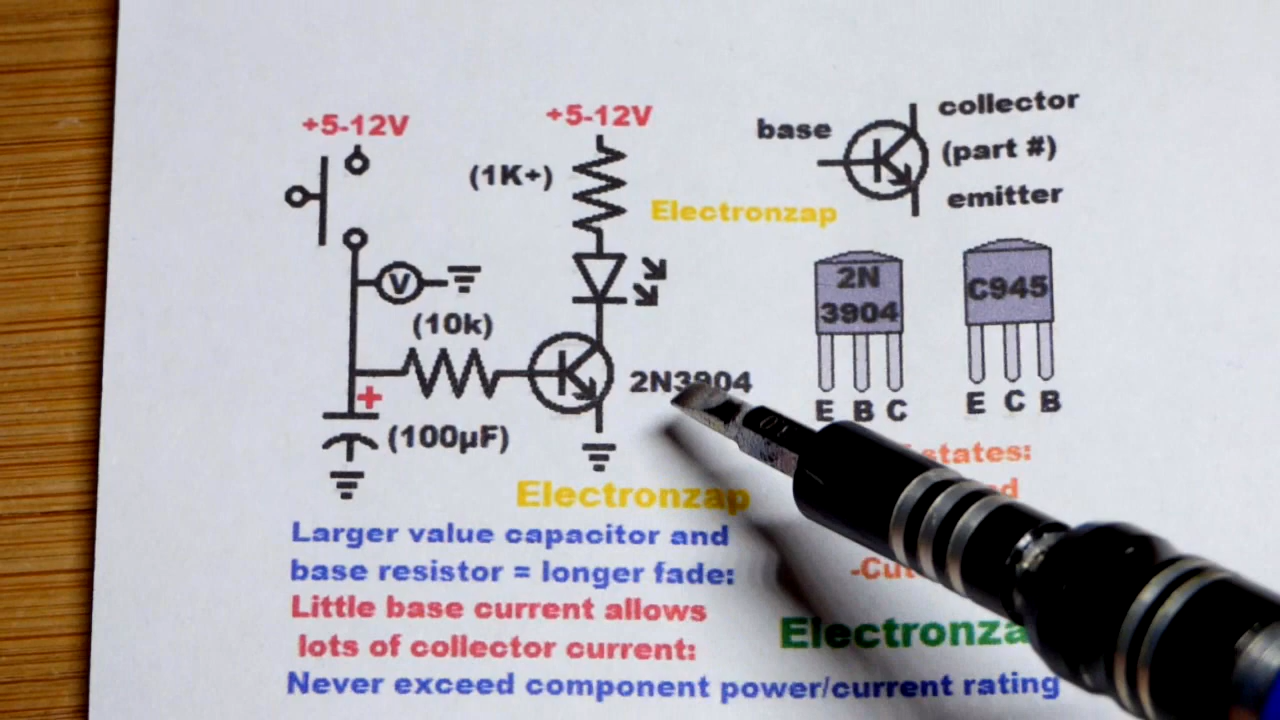 +5-12V
+5-12V
(1K+)
Electronzap
V
(10k)
+
(100µF)
2N3904
base
collector
(part #)
emitter
2N
3904
C945
E B C
E C B
states:
Electronzap
Larger value capacitor and
base resistor = longer fade:
Little base current allows
lots of collector current:
Never exceed component power/current rating